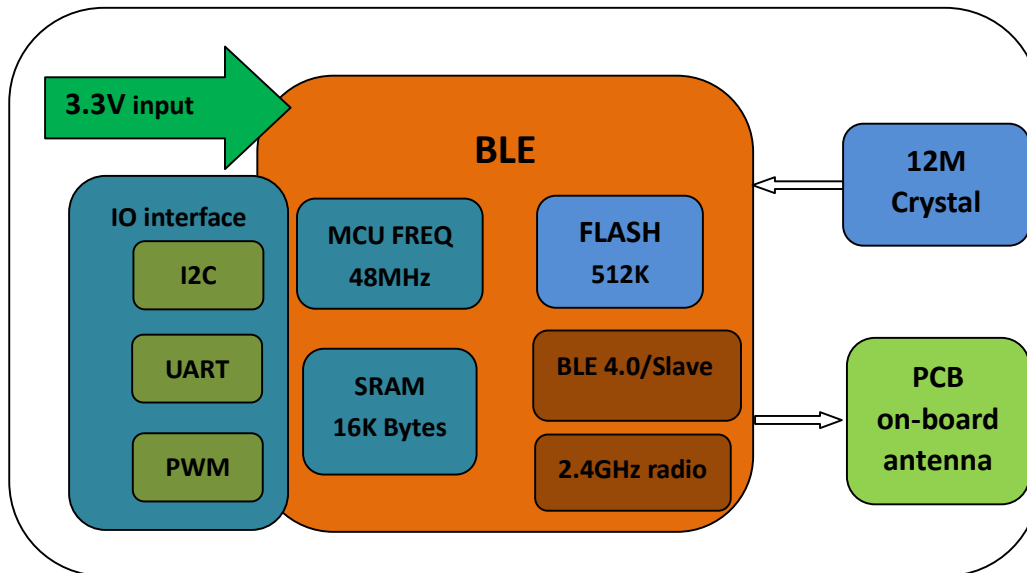 3.3V input
BLE
12M
Crystal
IO interface
I2C
UART
PWM
MCU FREQ
48MHz
FLASH
512K
SRAM
16K Bytes
BLE 4.0/Slave
2.4GHz radio
PCB
on-board
antenna